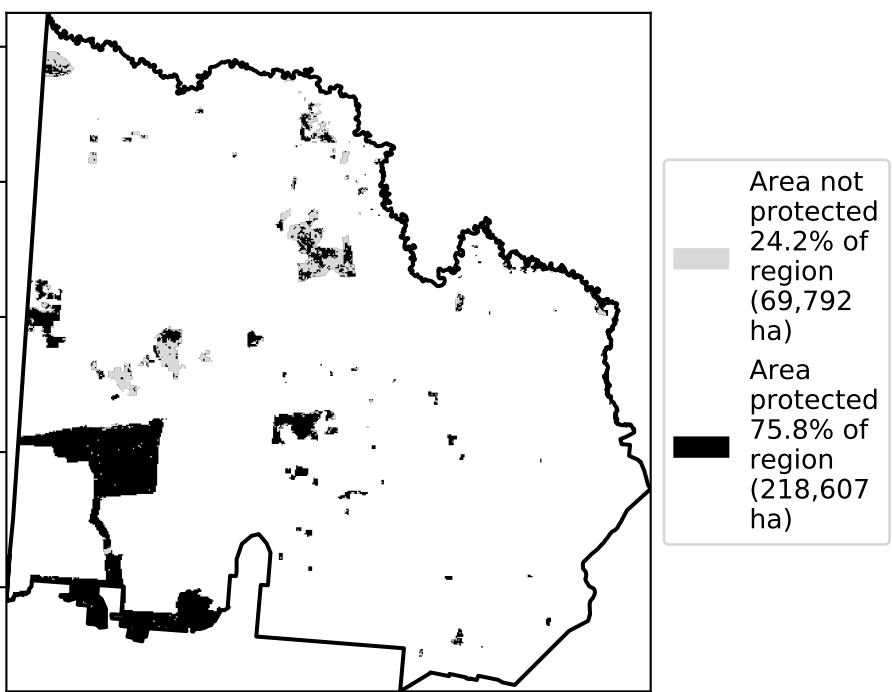 Area not
protected
24.2% of
region
(69,792
ha)
Area
protected
75.8% of
region
(218,607
ha)